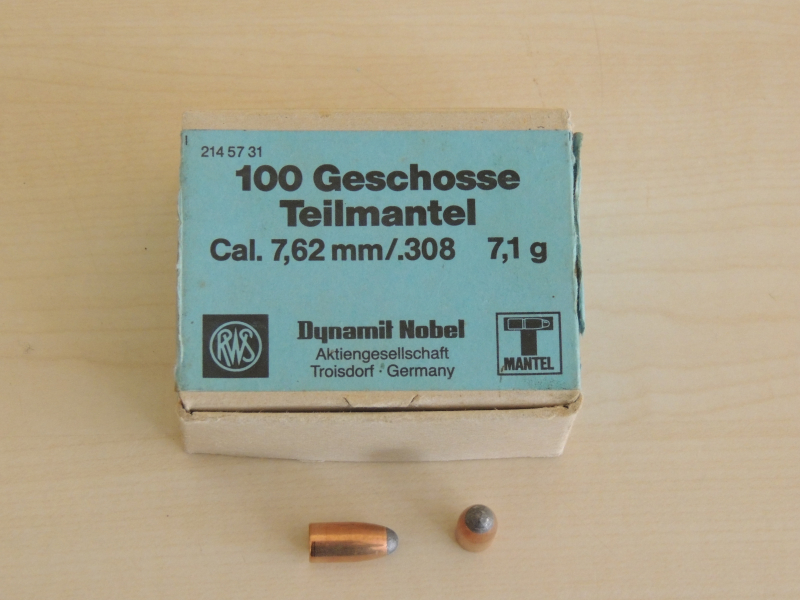 214 57 31
100 Geschosse
Teilmantel
Cal. 7,62 mm/.308 7,1 g
RWS
Dynamit Nobel
Aktiengesellschaft
Troisdorf · Germany
T
MANTEL